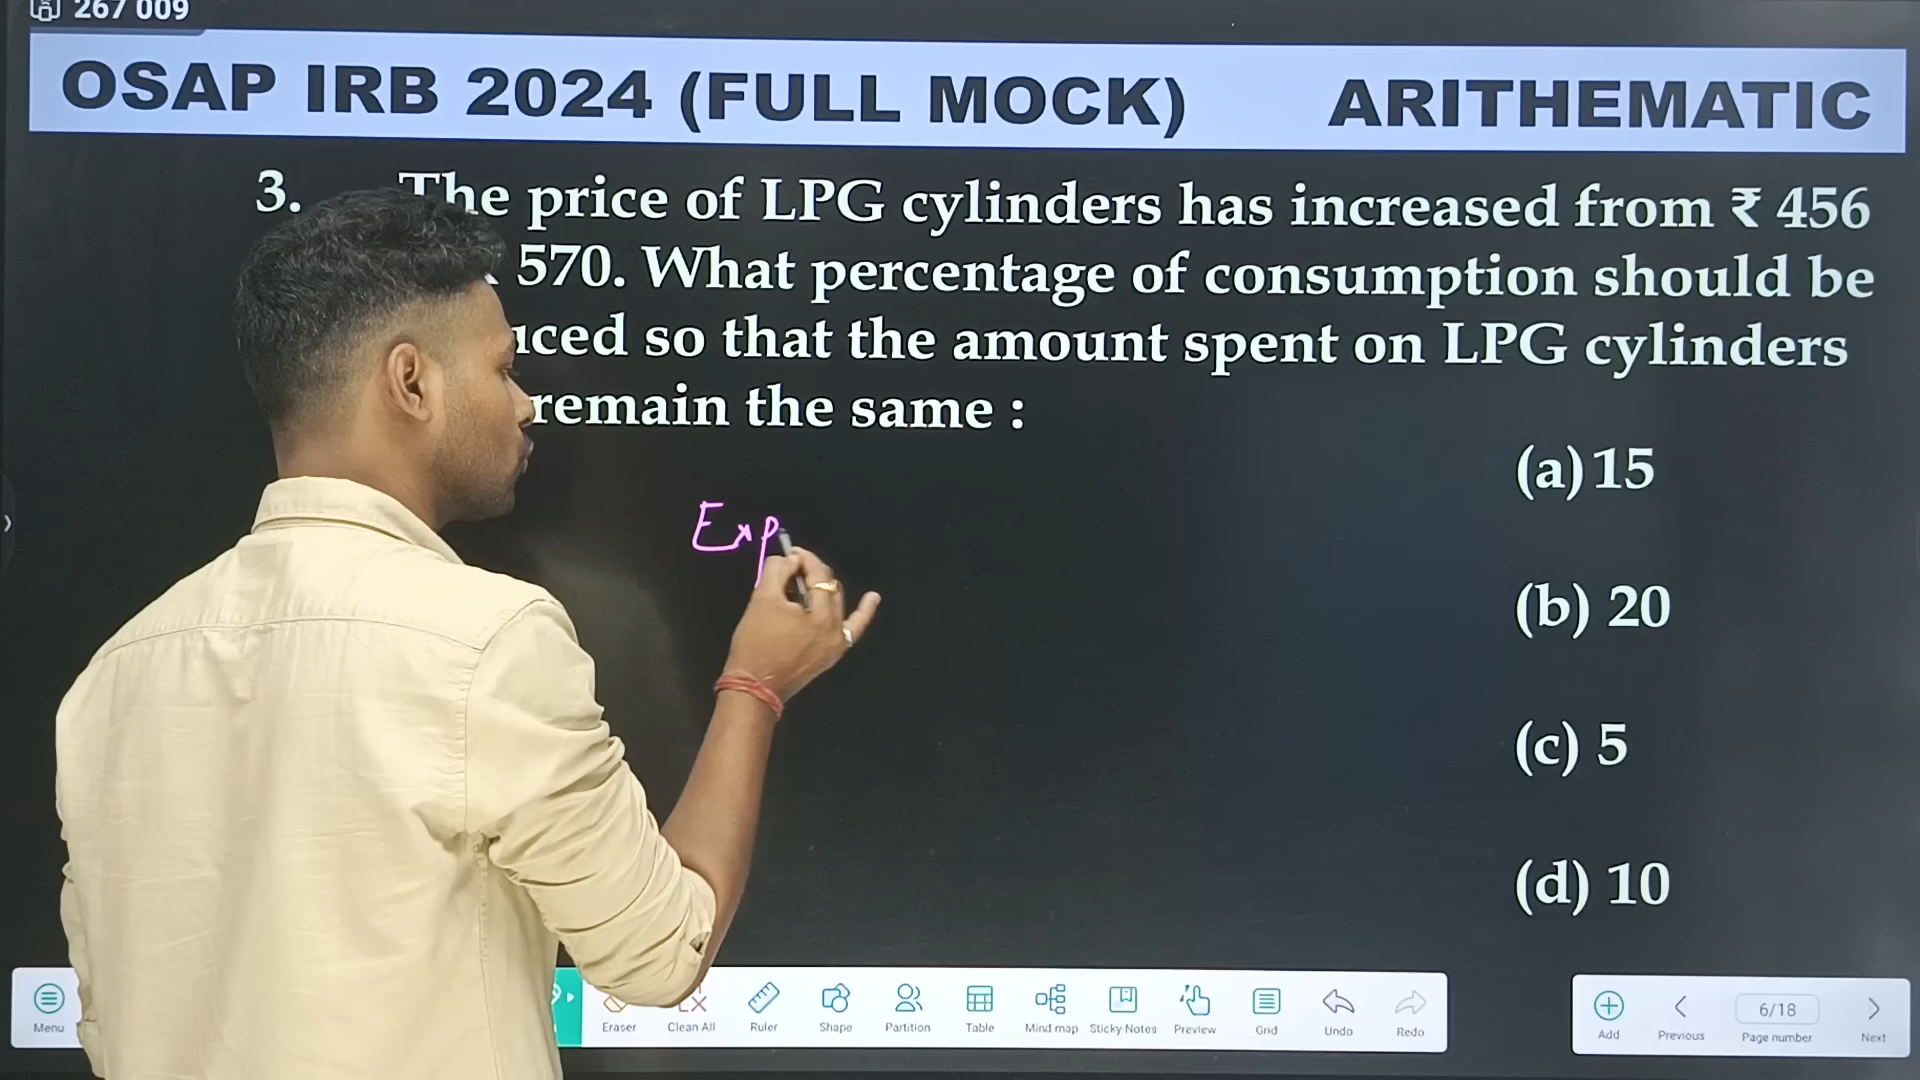 267 009
OSAP IRB 2024 (FULL MOCK) ARITHEMATIC
3. The price of LPG cylinders has increased from ₹ 456
570. What percentage of consumption should be
so that the amount spent on LPG cylinders
remain the same :
(a) 15
Exp
(b) 20
(c) 5
(d) 10
Menu Eraser Clean All Ruler Shape Partition Table Mind map Sticky Notes Preview Grid Undo Redo Add Previous 6/18 Page number Next